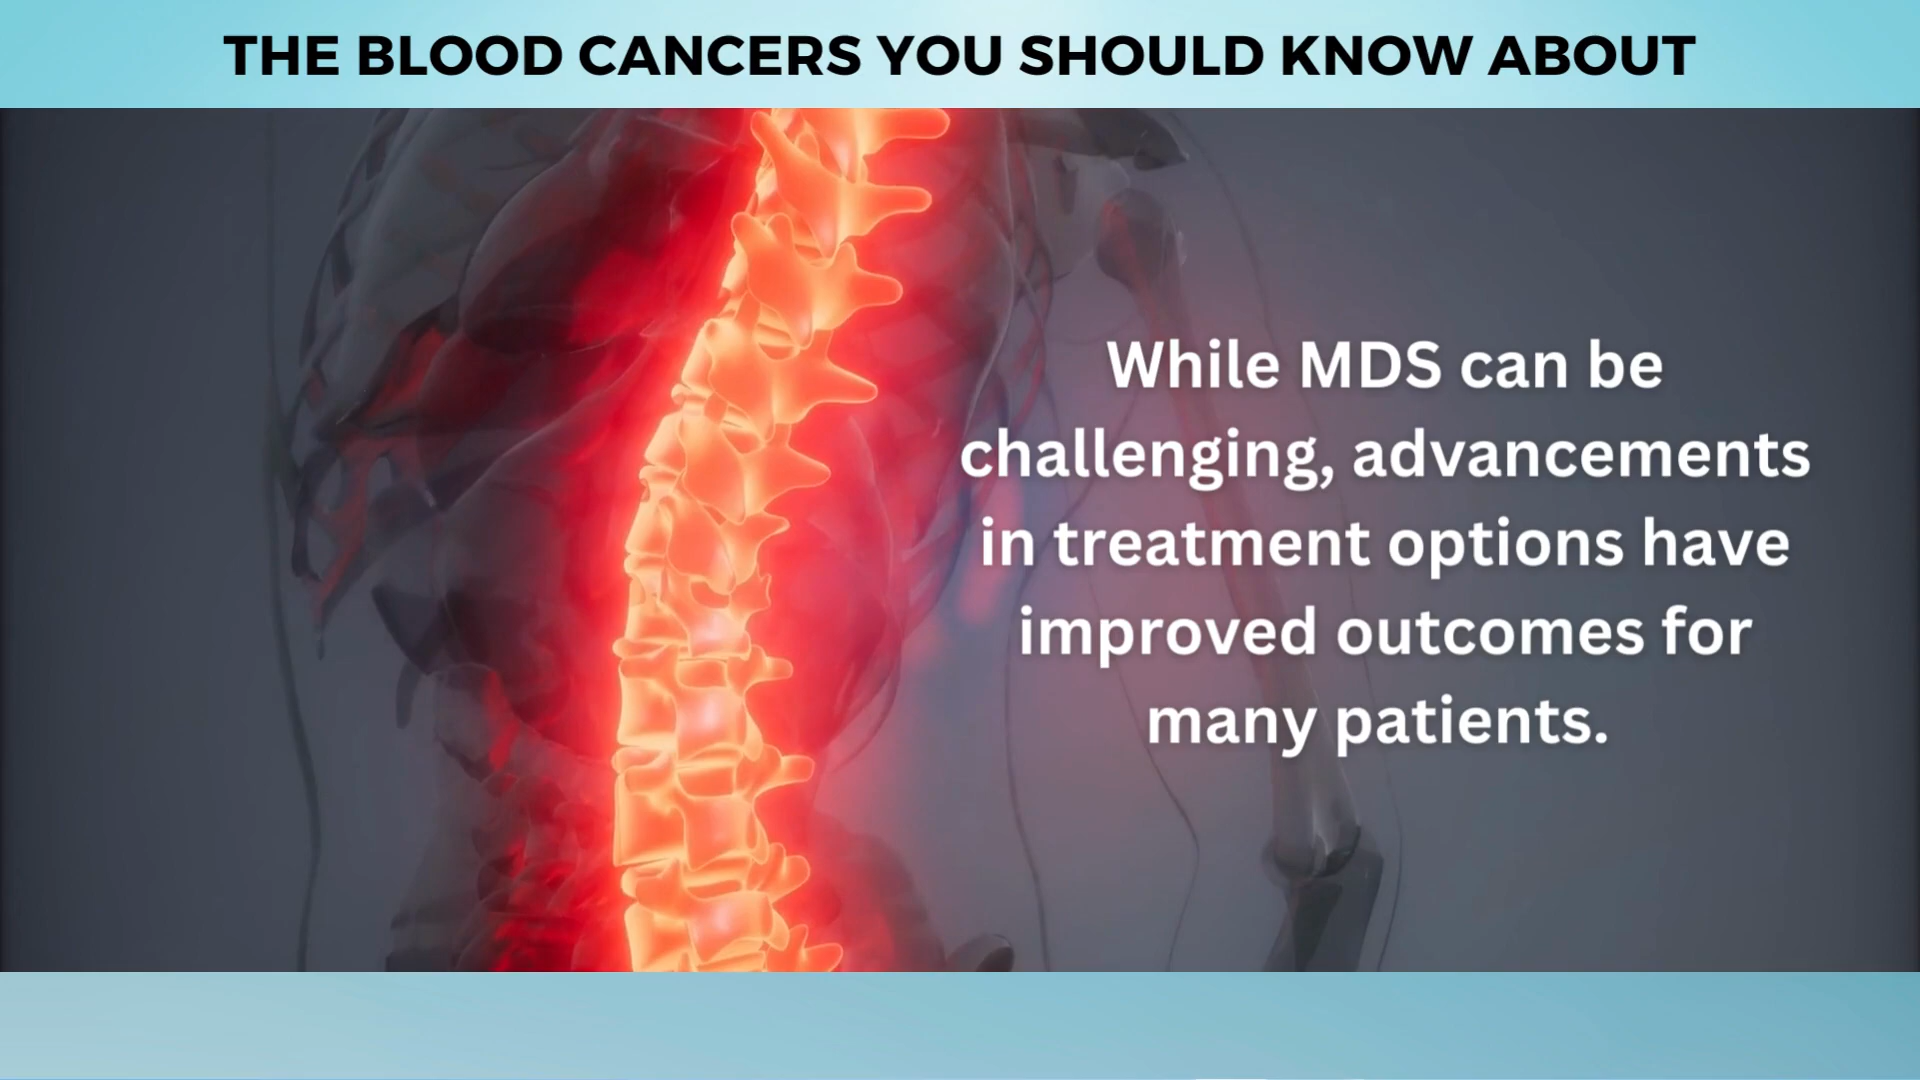 THE BLOOD CANCERS YOU SHOULD KNOW ABOUT
While MDS can be
challenging, advancements
in treatment options have
improved outcomes for
many patients.